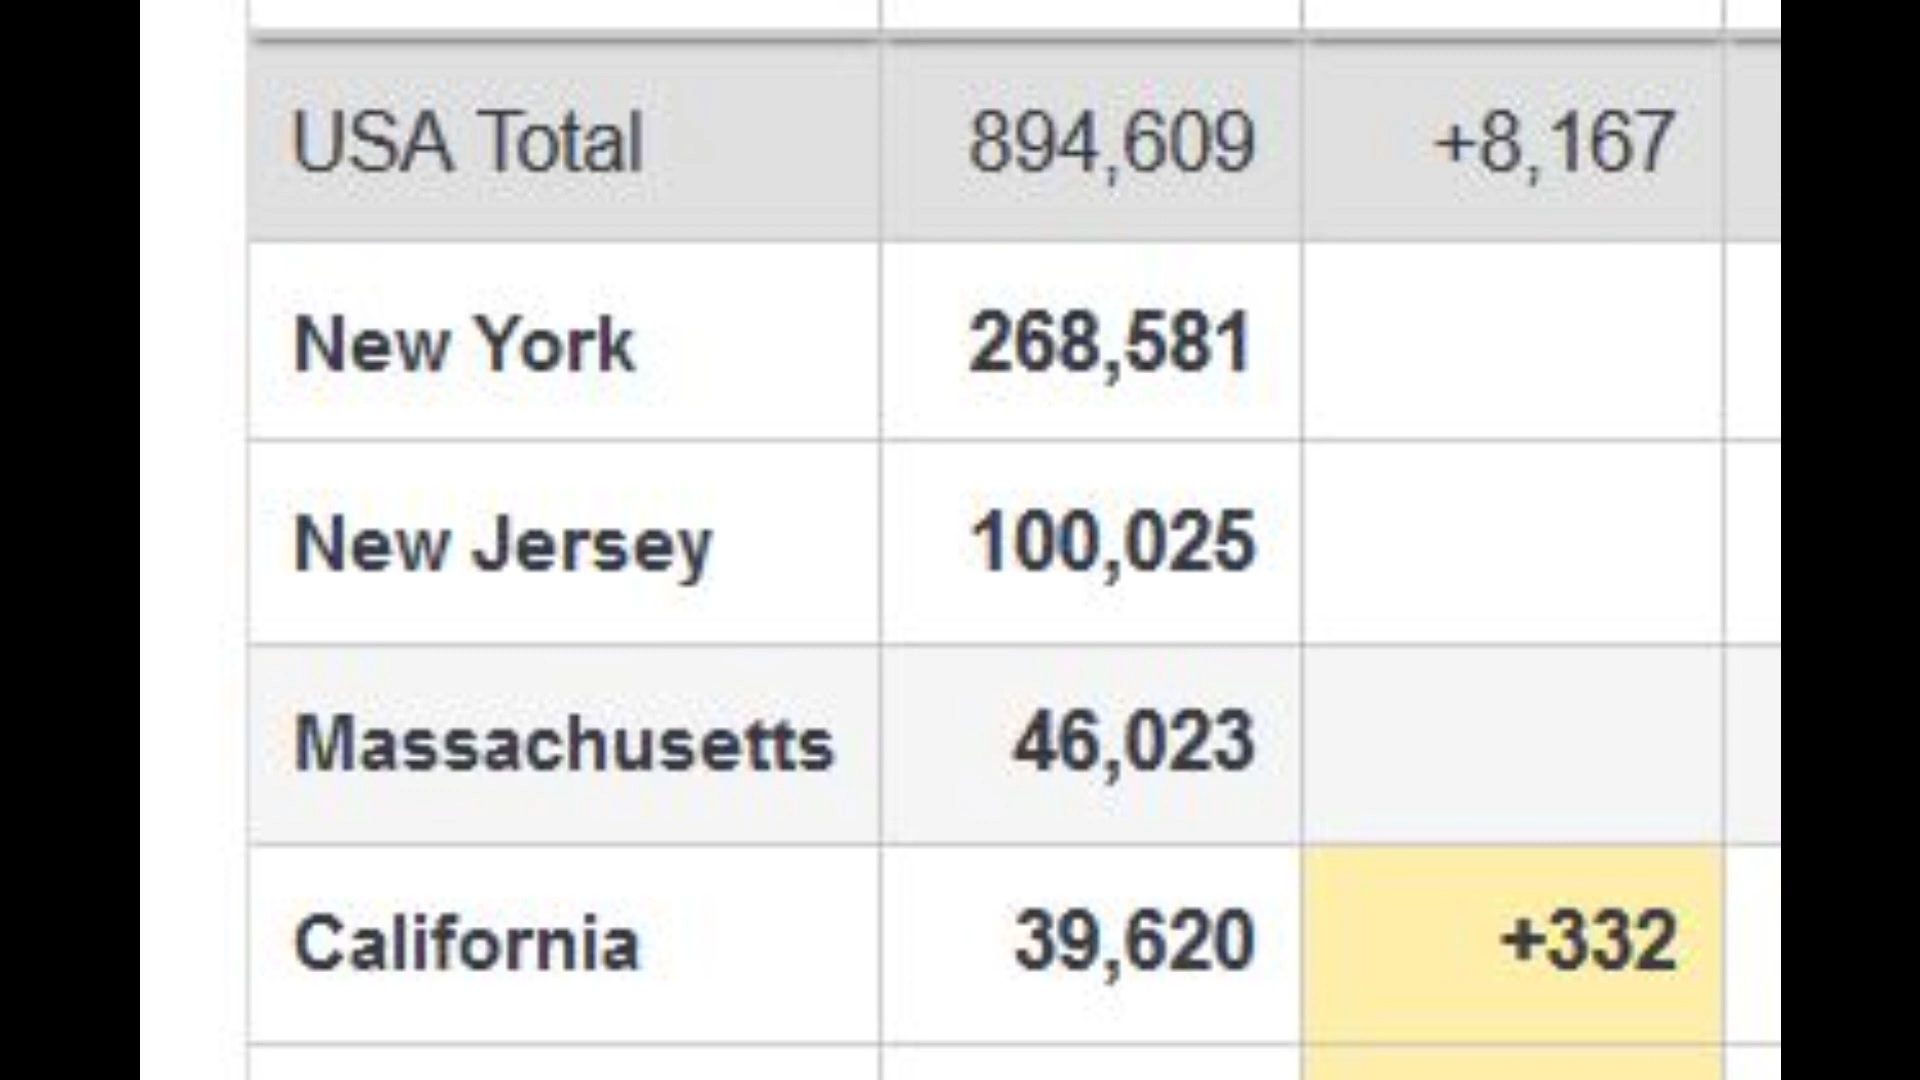 USA Total 894,609 +8,167
New York 268,581
New Jersey 100,025
Massachusetts 46,023
California 39,620 +332